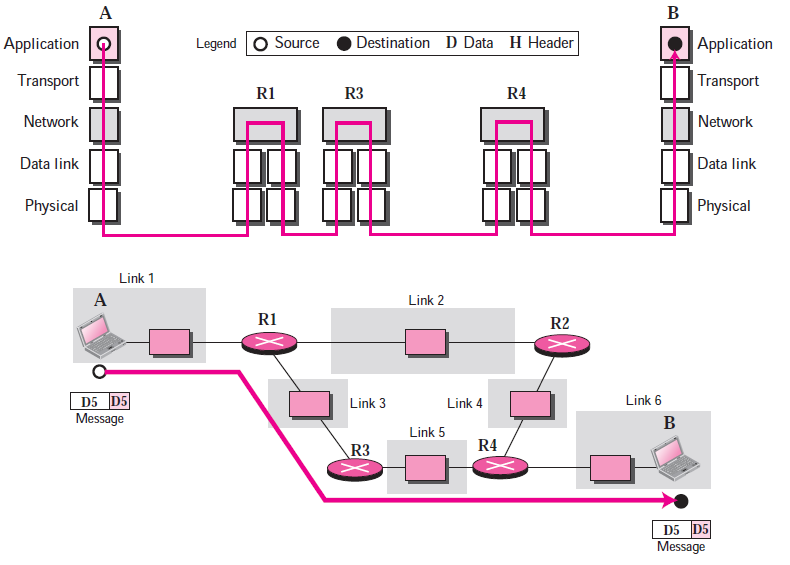 A
B
Legend Source Destination D Data H Header
Application
Application
Transport
Transport
R1 R3 R4
Network
Network
Data link
Data link
Physical
Physical
Link 1
A
Link 2
R1
R2
D5 D5
Message
Link 3
Link 4
Link 6
B
Link 5
R3
R4
D5 D5
Message